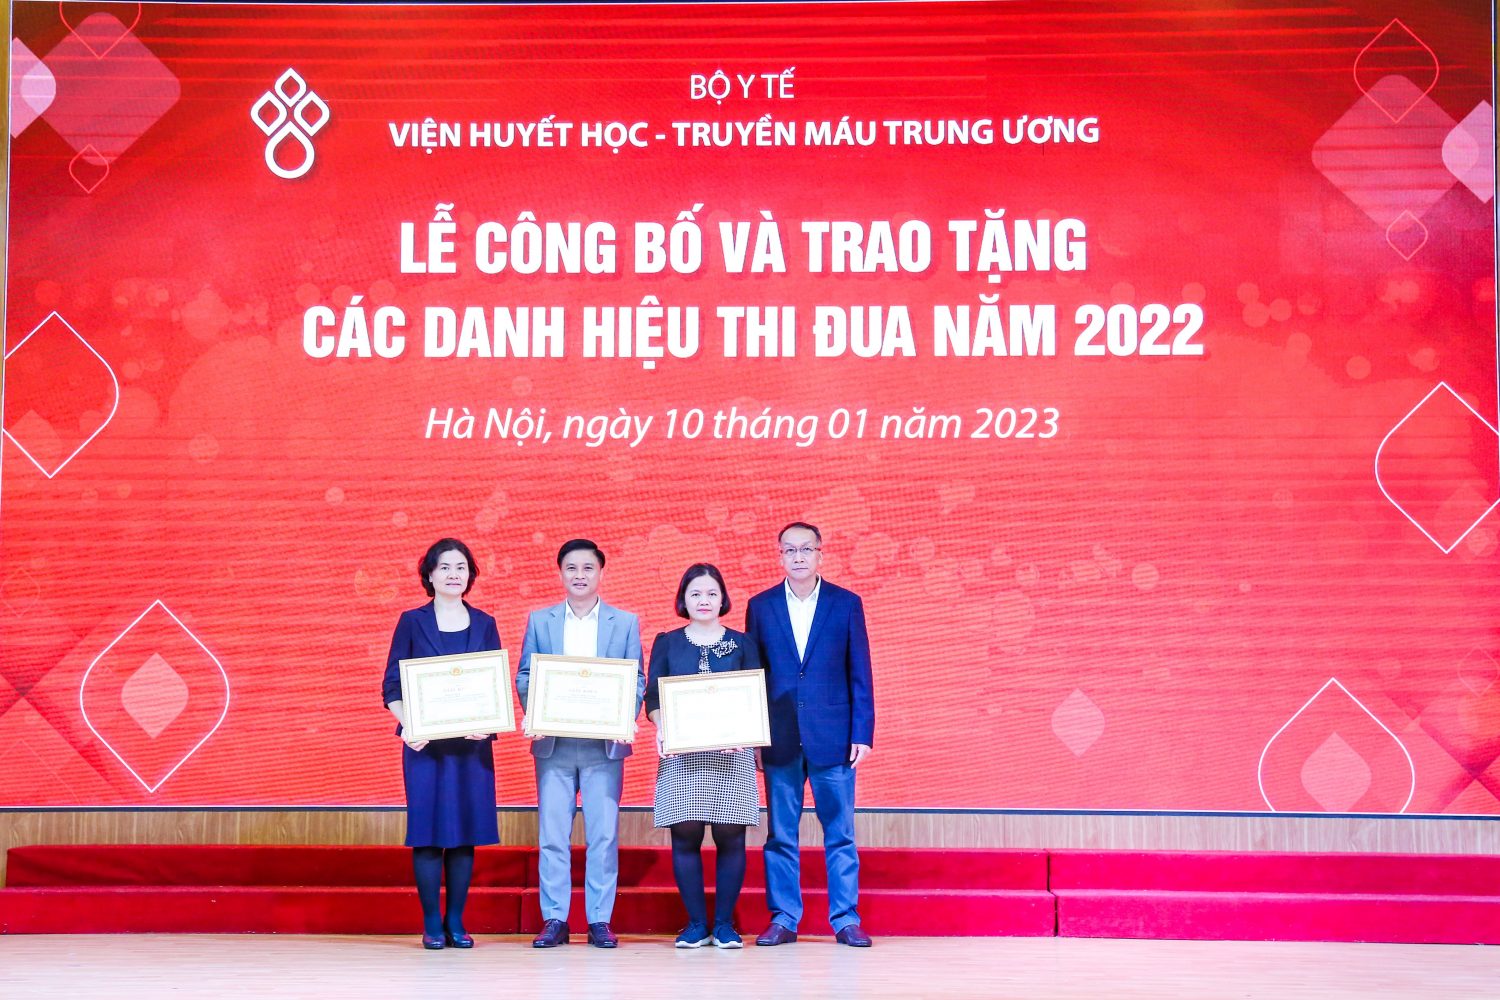 BỘ Y TẾ
VIỆN HUYẾT HỌC - TRUYỀN MÁU TRUNG ƯƠNG
LỄ CÔNG BỐ VÀ TRAO TẶNG
CÁC DANH HIỆU THI ĐUA NĂM 2022
Hà Nội, ngày 10 tháng 01 năm 2023